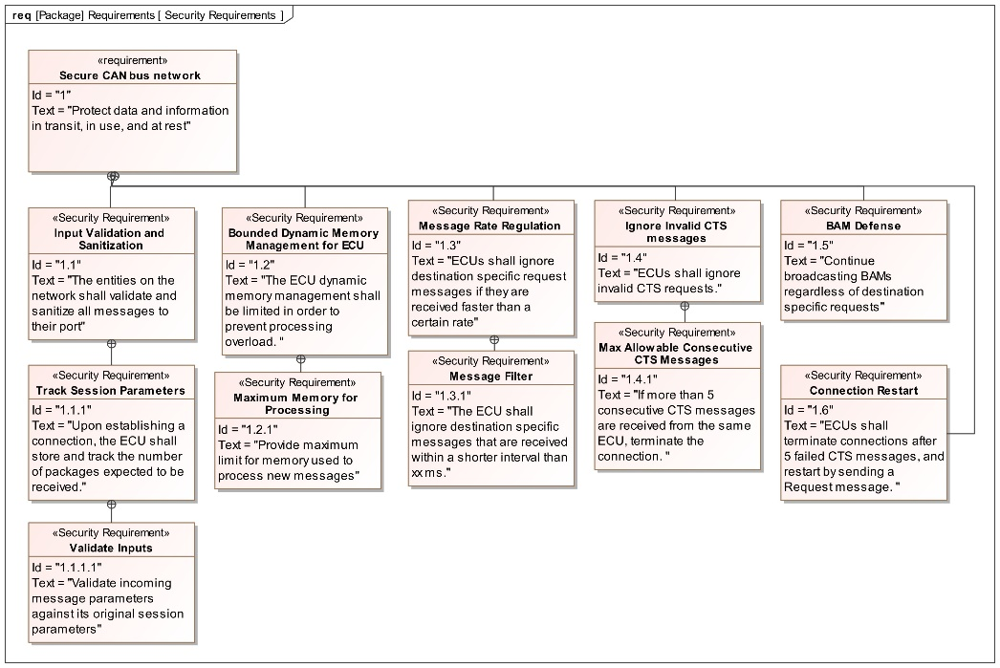 req [Package] Requirements [ Security Requirements ]
«requirement»
Secure CAN bus network
Id = "1"
Text = "Protect data and information
in transit, in use, and at rest"
«Security Requirement»
Input Validation and
Sanitization
Id = "1.1"
Text = "The entities on the
network shall validate and
sanitize all messages to
their port"
«Security Requirement»
Track Session Parameters
Id = "1.1.1"
Text = "Upon establishing a
connection, the ECU shall
store and track the number
of packages expected to be
received."
«Security Requirement»
Validate Inputs
Id = "1.1.1.1"
Text = "Validate incoming
message parameters
against its original session
parameters"
«Security Requirement»
Bounded Dynamic Memory
Management for ECU
Id = "1.2"
Text = "The ECU dynamic
memory management shall
be limited in order to
prevent processing
overload. "
«Security Requirement»
Maximum Memory for
Processing
Id = "1.2.1"
Text = "Provide maximum
limit for memory used to
process new messages"
«Security Requirement»
Message Rate Regulation
Id = "1.3"
Text = "ECUs shall ignore
destination specific request
messages if they are
received faster than a
certain rate"
«Security Requirement»
Message Filter
Id = "1.3.1"
Text = "The ECU shall
ignore destination specific
messages that are received
within a shorter interval than
xx ms."
«Security Requirement»
Ignore Invalid CTS
messages
Id = "1.4"
Text = "ECUs shall ignore
invalid CTS requests."
«Security Requirement»
Max Allowable Consecutive
CTS Messages
Id = "1.4.1"
Text = "If more than 5
consecutive CTS messages
are received from the same
ECU, terminate the
connection. "
«Security Requirement»
BAM Defense
Id = "1.5"
Text = "Continue
broadcasting BAMs
regardless of destination
specific requests"
«Security Requirement»
Connection Restart
Id = "1.6"
Text = "ECUs shall
terminate connections after
5 failed CTS messages, and
restart by sending a
Request message. "